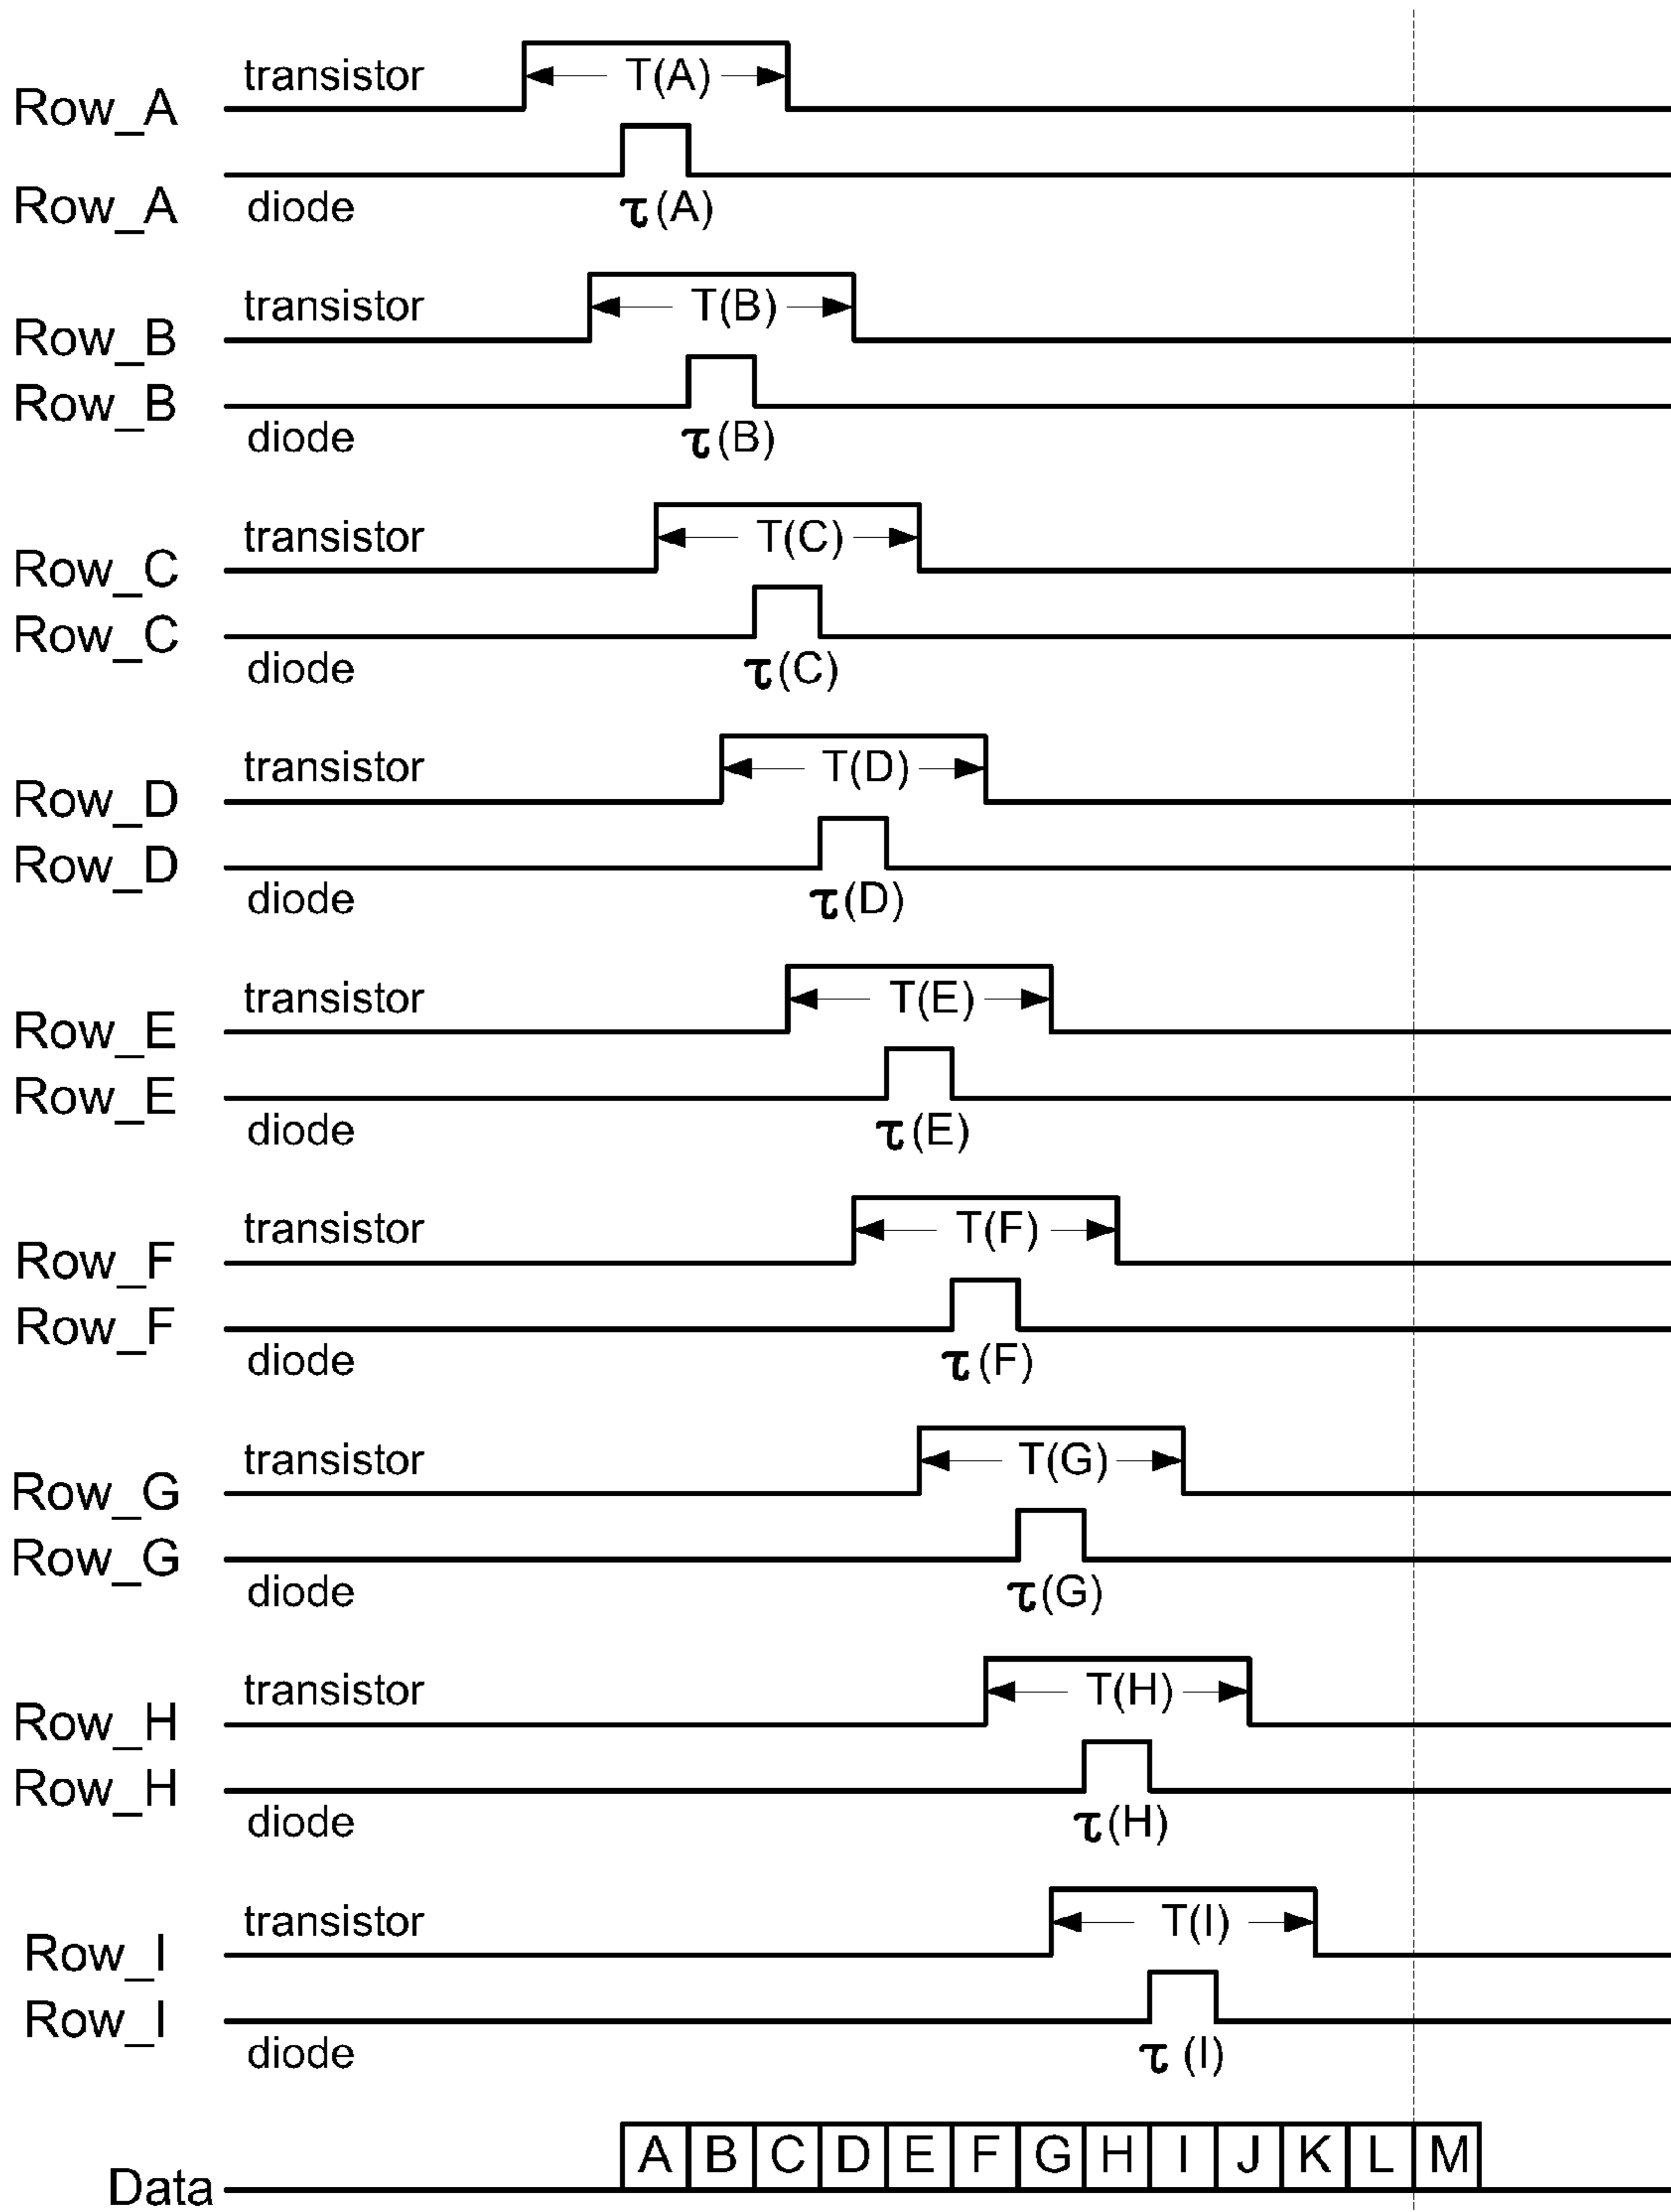 transistor T(A)
Row_A
Row_A diode τ(A)
transistor T(B)
Row_B
Row_B
diode τ(B)
transistor T(C)
Row_C
Row_C
diode τ(C)
transistor T(D)
Row_D
Row_D
diode τ(D)
transistor T(E)
Row_E
Row_E
diode τ(E)
transistor T(F)
Row_F
Row_F
diode τ(F)
transistor T(G)
Row_G
Row_G
diode τ(G)
transistor T(H)
Row_H
Row_H
diode τ(H)
transistor T(I)
Row_I
Row_I
diode τ (I)
A B C D E F G H I J K L M
Data